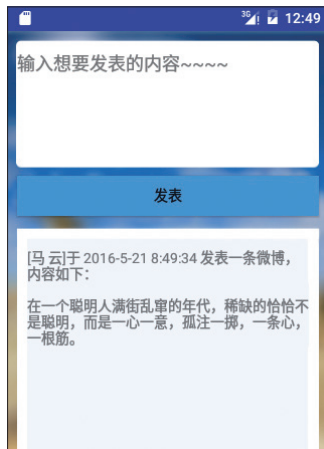 3G 12:49
输入想要发表的内容~~~~
发表
[马 云]于 2016-5-21 8:49:34 发表一条微博，
内容如下：
在一个聪明人满街乱窜的年代，稀缺的恰恰不
是聪明，而是一心一意，孤注一掷，一条心，
一根筋。